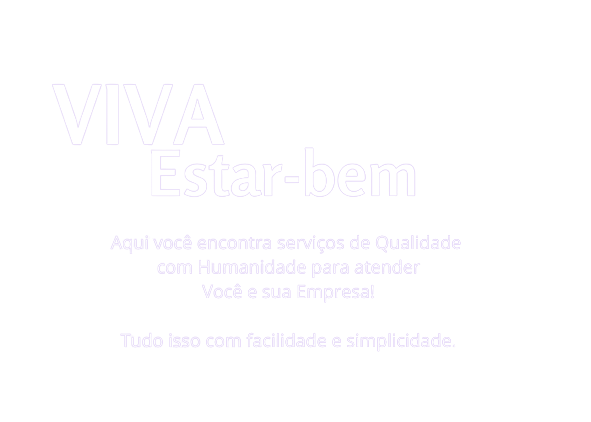 VIVA
Estar-bem
Aqui você encontra serviços de Qualidade
com Humanidade para atender
Você e sua Empresa!
Tudo isso com facilidade e simplicidade.